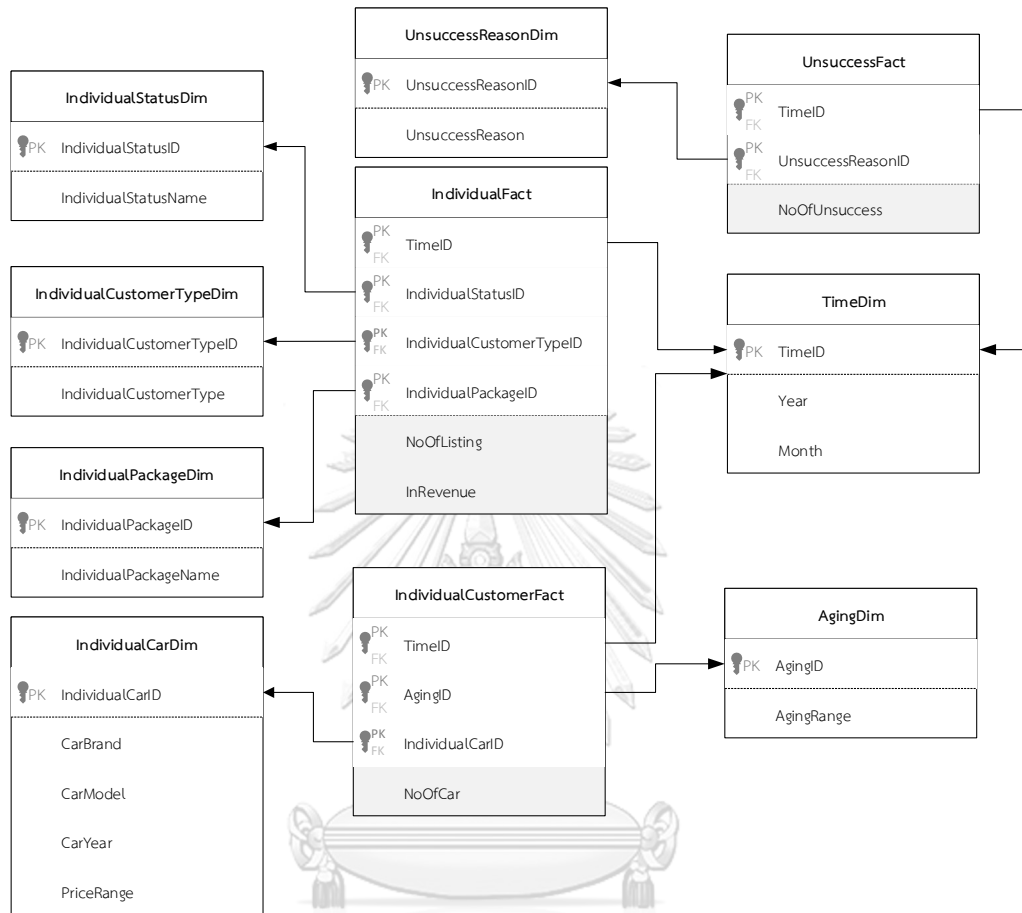 UnsuccessReasonDim
PK UnsuccessReasonID
UnsuccessReason
UnsuccessFact
PK
FK
TimeID
PK
FK
UnsuccessReasonID
NoOfUnsuccess
IndividualStatusDim
PK IndividualStatusID
IndividualStatusName
IndividualFact
PK
FK
TimeID
PK
FK
IndividualStatusID
PK
FK
IndividualCustomerTypeID
PK
FK
IndividualPackageID
NoOfListing
InRevenue
IndividualCustomerTypeDim
PK IndividualCustomerTypeID
IndividualCustomerType
TimeDim
PK TimeID
Year
Month
IndividualPackageDim
PK IndividualPackageID
IndividualPackageName
IndividualCustomerFact
PK
FK
TimeID
PK
FK
AgingID
PK
FK
IndividualCarID
NoOfCar
AgingDim
PK AgingID
AgingRange
IndividualCarDim
PK IndividualCarID
CarBrand
CarModel
CarYear
PriceRange